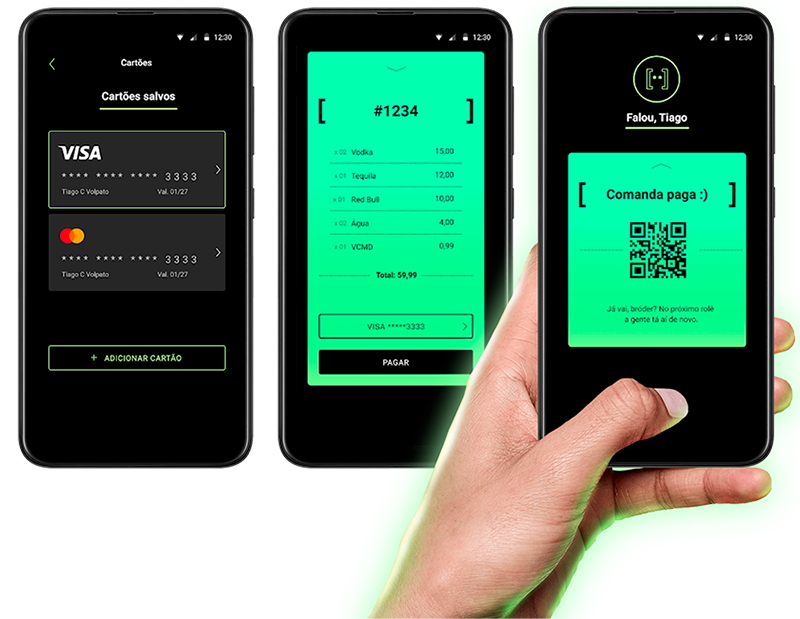 12:30
Cartões
Cartões salvos
VISA
**** **** **** 3333
Tiago C Volpato Val. 01/27
**** **** **** 3333
Tiago C Volpato Val. 01/27
+ ADICIONAR CARTÃO
12:30
[ #1234 ]
x 02 Vodka 15,00
x 01 Tequila 12,00
x 01 Red Bull 10,00
x 02 Água 4,00
x 01 VCMD 0,99
Total: 59,99
VISA *****3333
PAGAR
12:30
Falou, Tiago
[ Comanda paga :) ]
Já vai, bróder? No próximo rolê
a gente tá aí de novo.